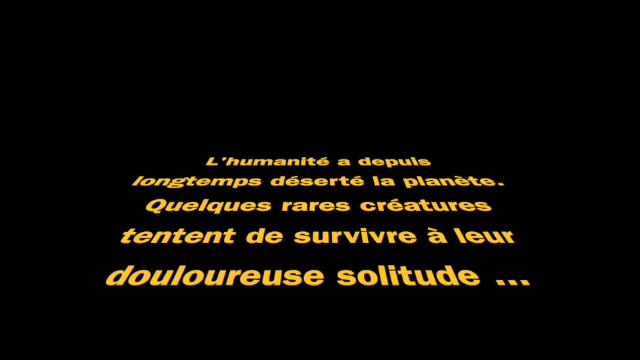 L'humanité a depuis
longtemps déserté la planète.
Quelques rares créatures
tentent de survivre à leur
douloureuse solitude ...